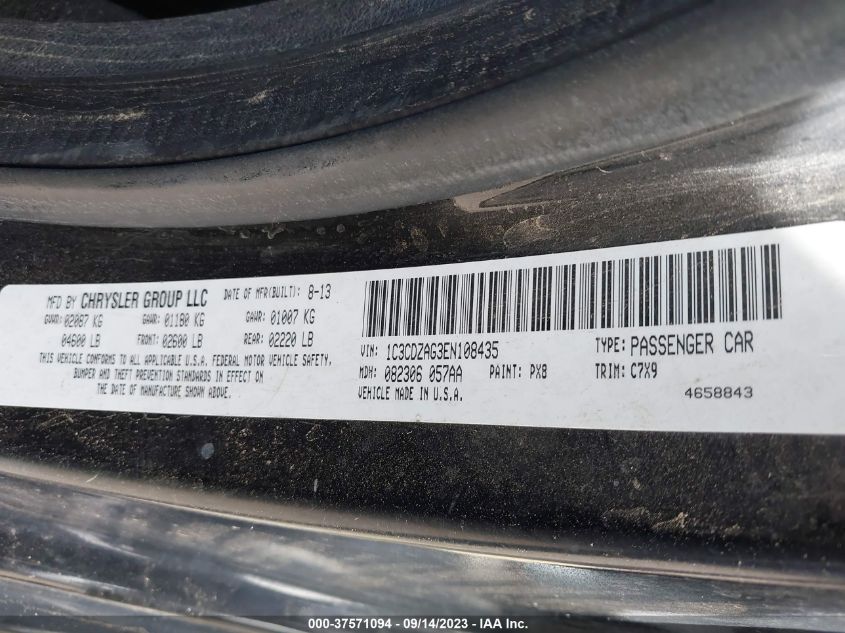 MFD BY CHRYSLER GROUP LLC DATE OF MFR(BUILT): 8-13
GVWR: 02087 KG GAWR: 01180 KG GAWR: 01007 KG
04600 LB FRONT: 02600 LB REAR: 02220 LB
THIS VEHICLE CONFORMS TO ALL APPLICABLE U.S.A. FEDERAL MOTOR VEHICLE SAFETY,
BUMPER AND THEFT PREVENTION STANDARDS IN EFFECT ON
THE DATE OF MANUFACTURE SHOWN ABOVE.
VIN: 1C3CDZAG3EN108435 TYPE: PASSENGER CAR
MDH: 082306 057AA PAINT: PX8 TRIM: C7X9
VEHICLE MADE IN U.S.A. 4658843
000-37571094 - 09/14/2023 - IAA Inc.